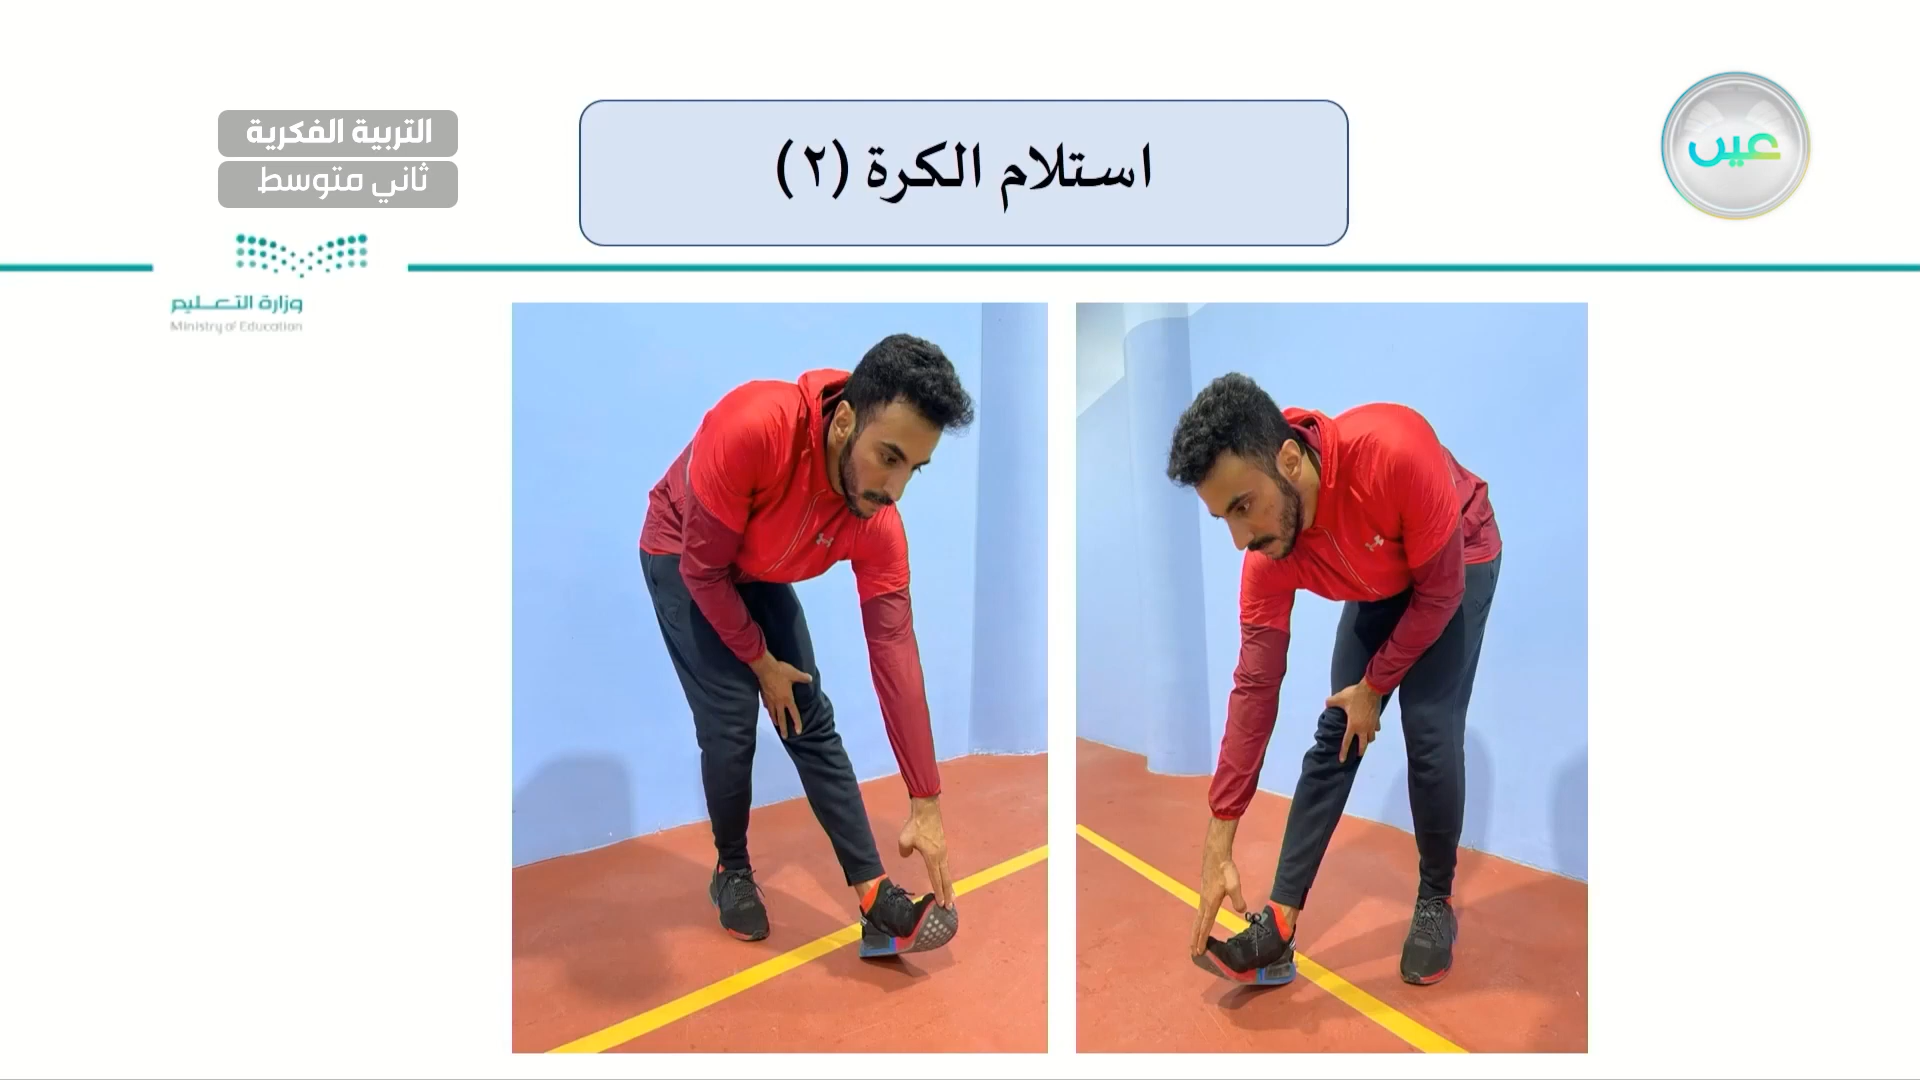 التربية الفكرية
ثاني متوسط
استلام الكرة (٢)
عين
وزارة التعليم
Ministry of Education